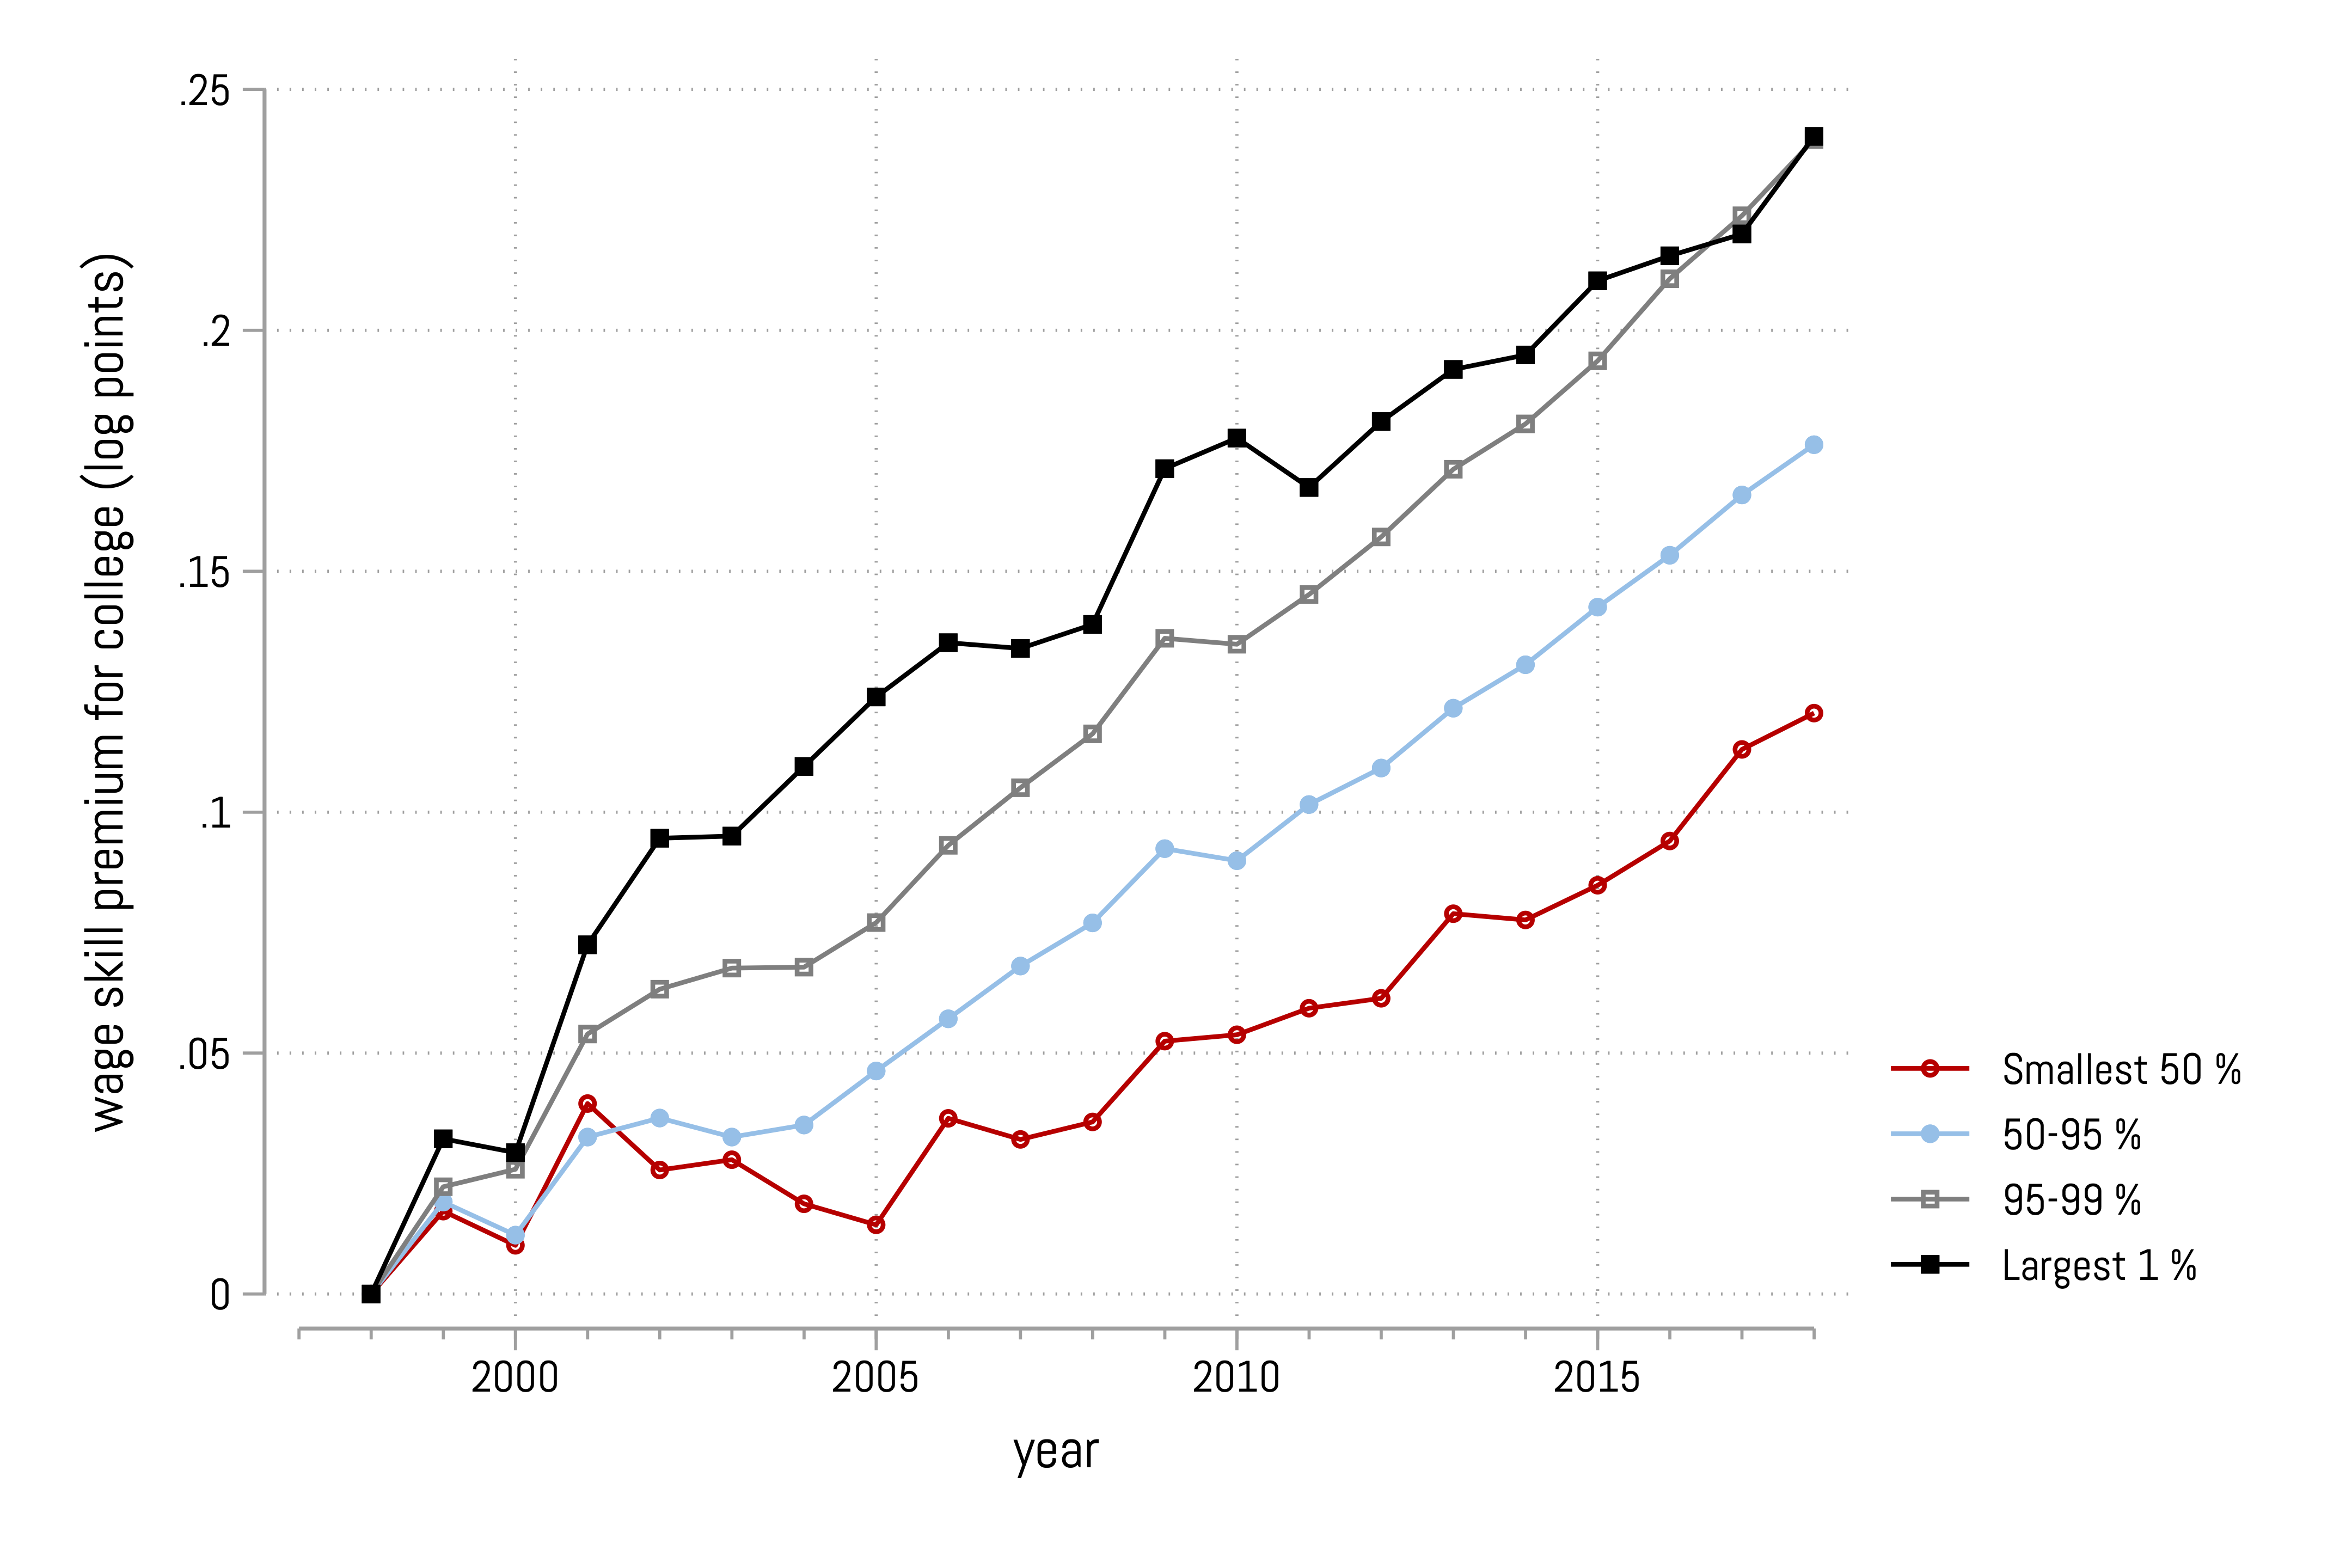 wage skill premium for college (log points)
.25
.2
.15
.1
.05
0
2000 2005 2010 2015
year
Smallest 50 %
50-95 %
95-99 %
Largest 1 %